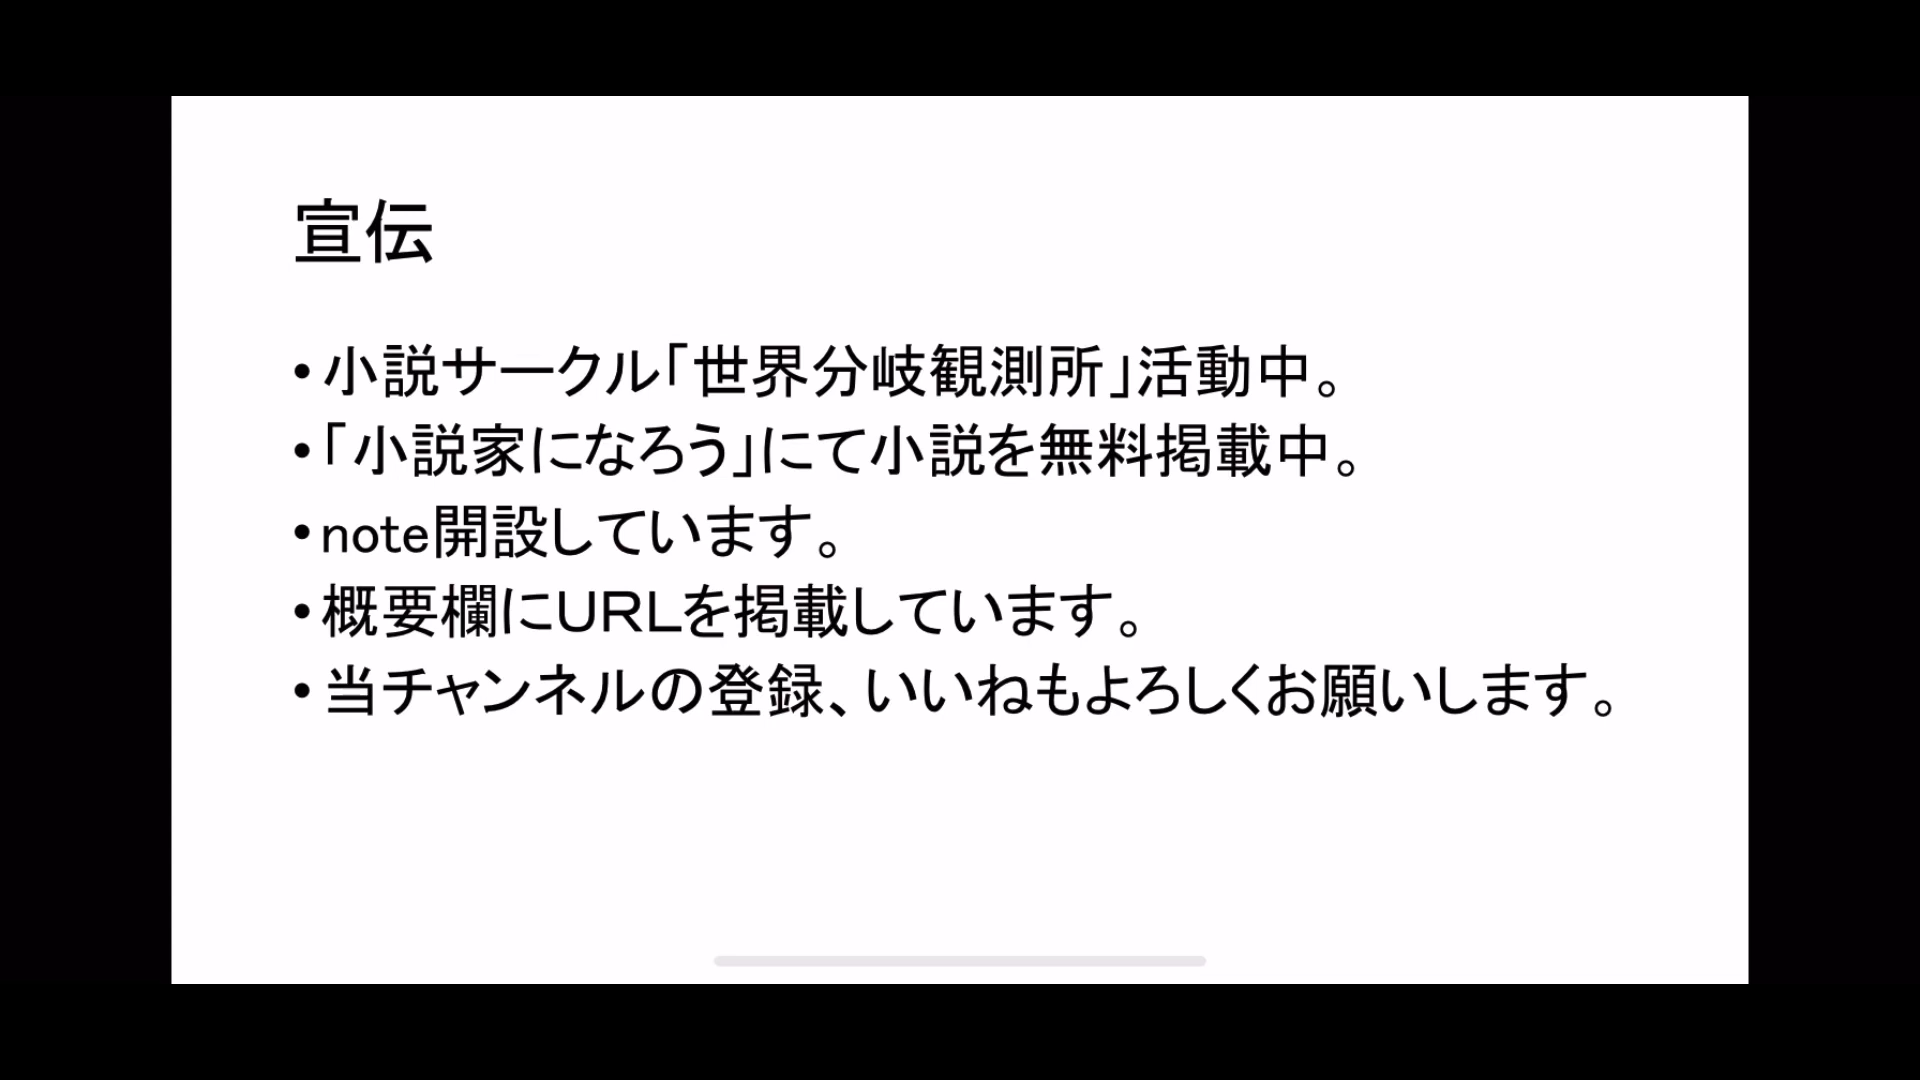 宣伝
•小説サークル「世界分岐観測所」活動中。
•「小説家になろう」にて小説を無料掲載中。
•note開設しています。
•概要欄にURLを掲載しています。
•当チャンネルの登録、いいねもよろしくお願いします。